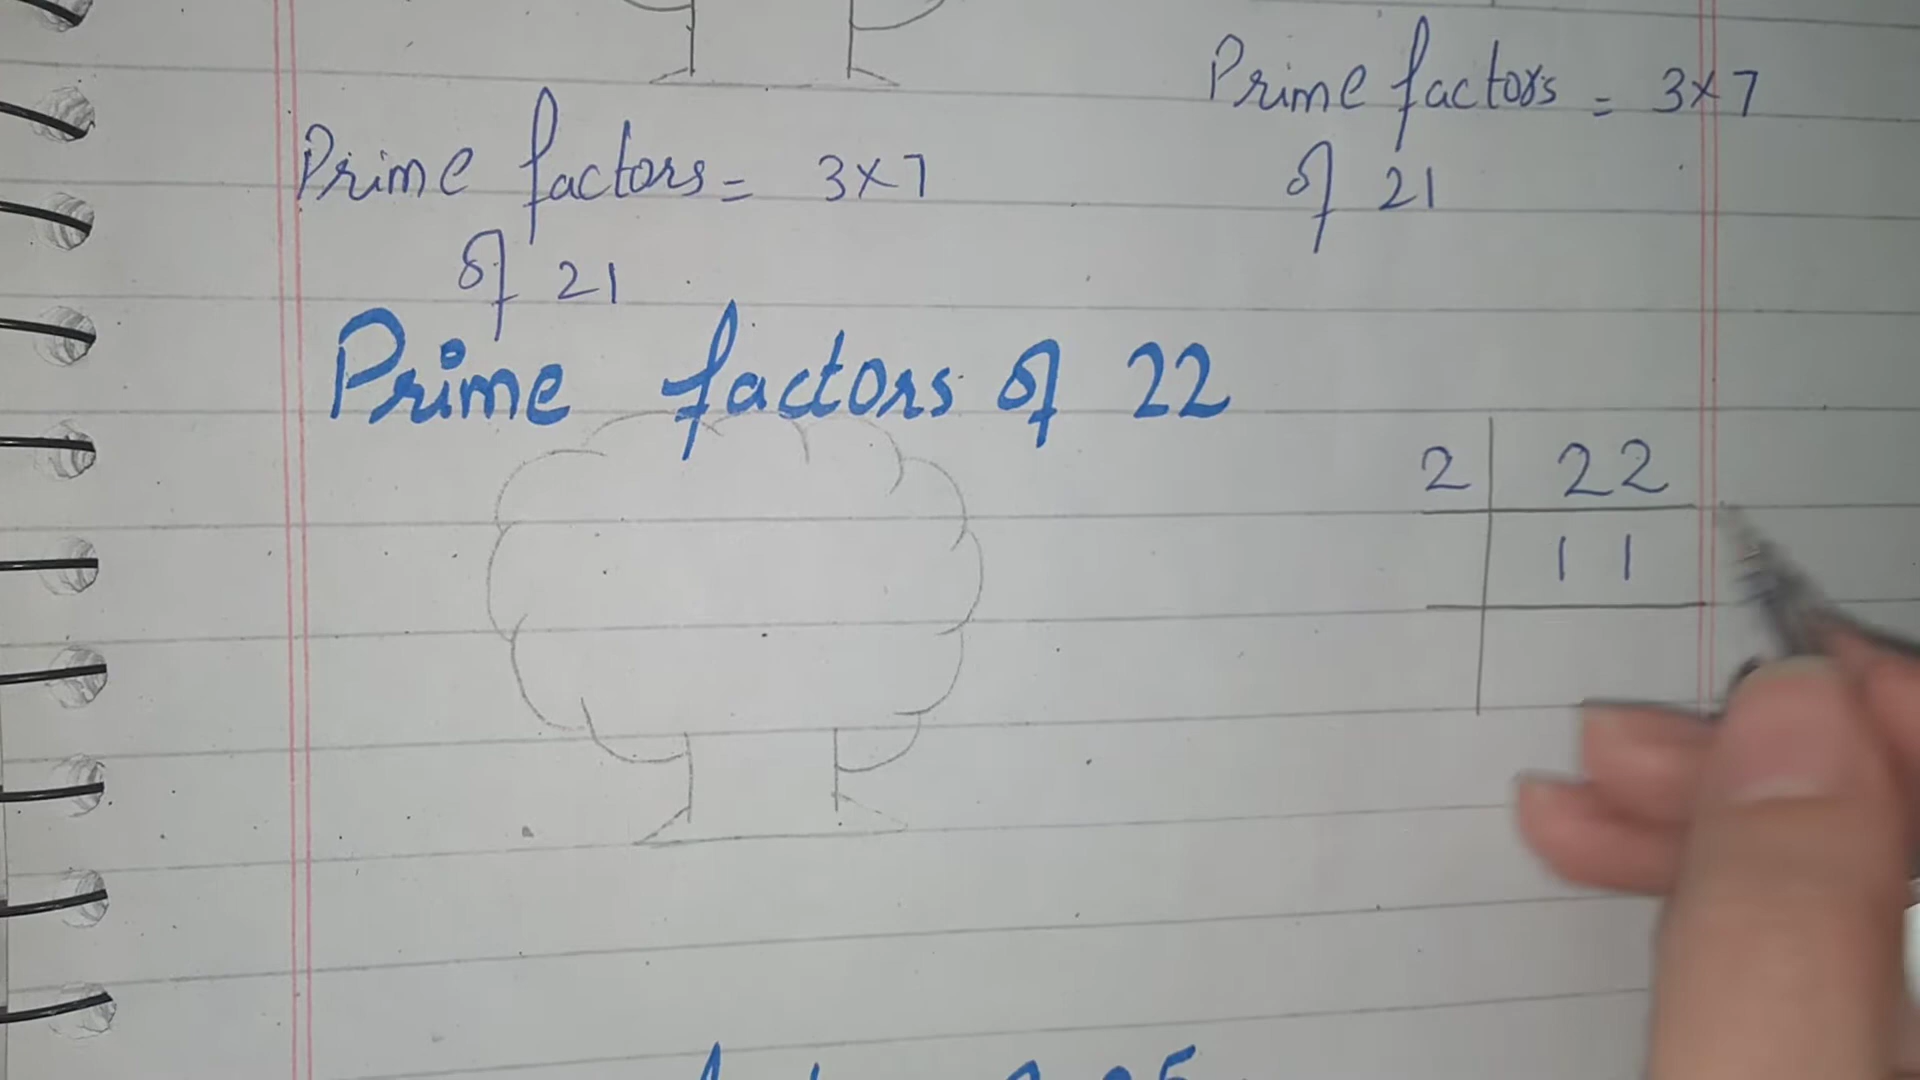 Prime factors = 3×7
of 21
Prime factors = 3×7
of 21
Prime factors of 22
2 | 22
11